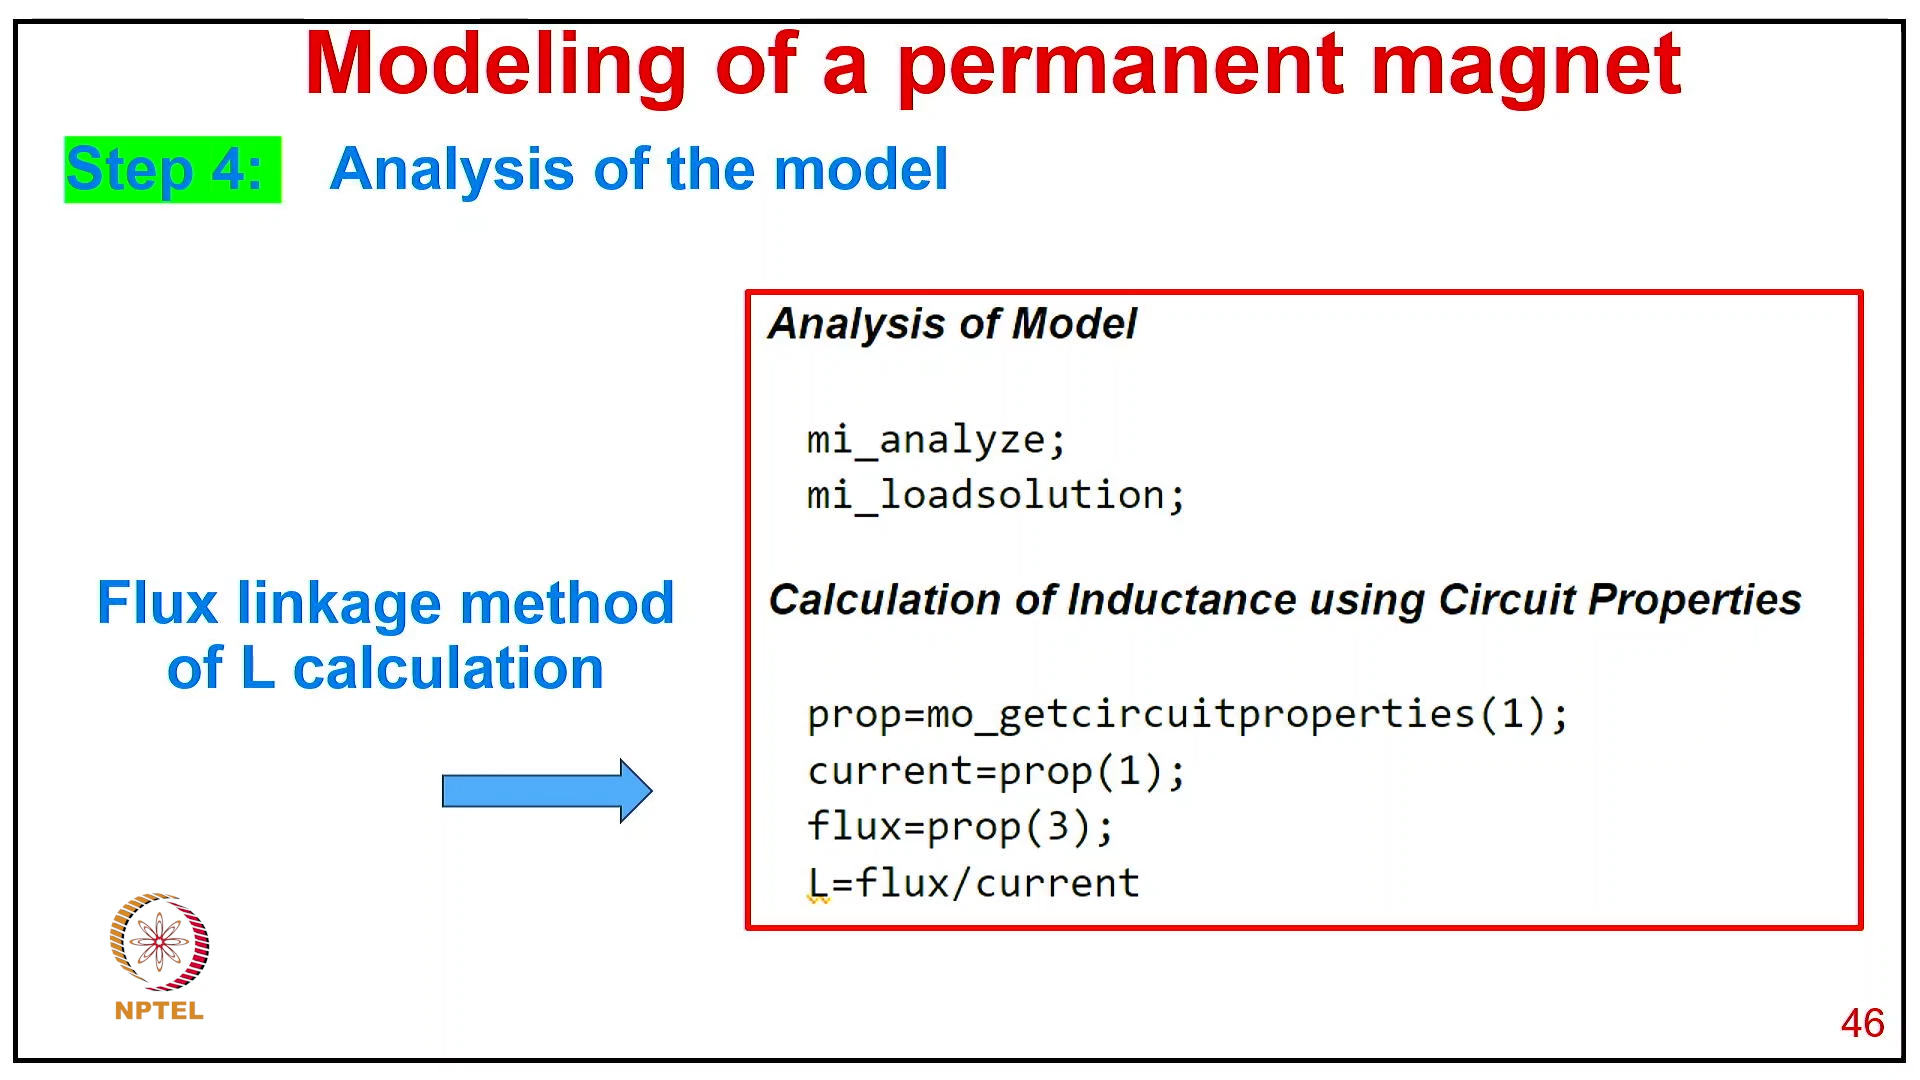 Modeling of a permanent magnet
Step 4: Analysis of the model
Analysis of Model
mi_analyze;
mi_loadsolution;
Flux linkage method
of L calculation
Calculation of Inductance using Circuit Properties
prop=mo_getcircuitproperties(1);
current=prop(1);
flux=prop(3);
L=flux/current
NPTEL
46